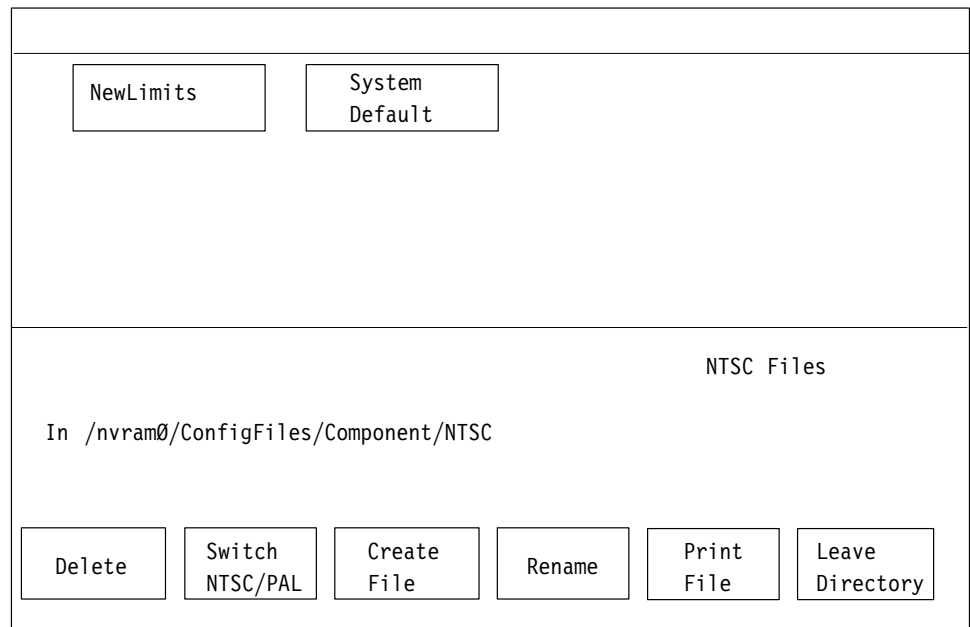 NewLimits
System
Default
NTSC Files
In /nvramØ/ConfigFiles/Component/NTSC
Delete
Switch
NTSC/PAL
Create
File
Rename
Print
File
Leave
Directory